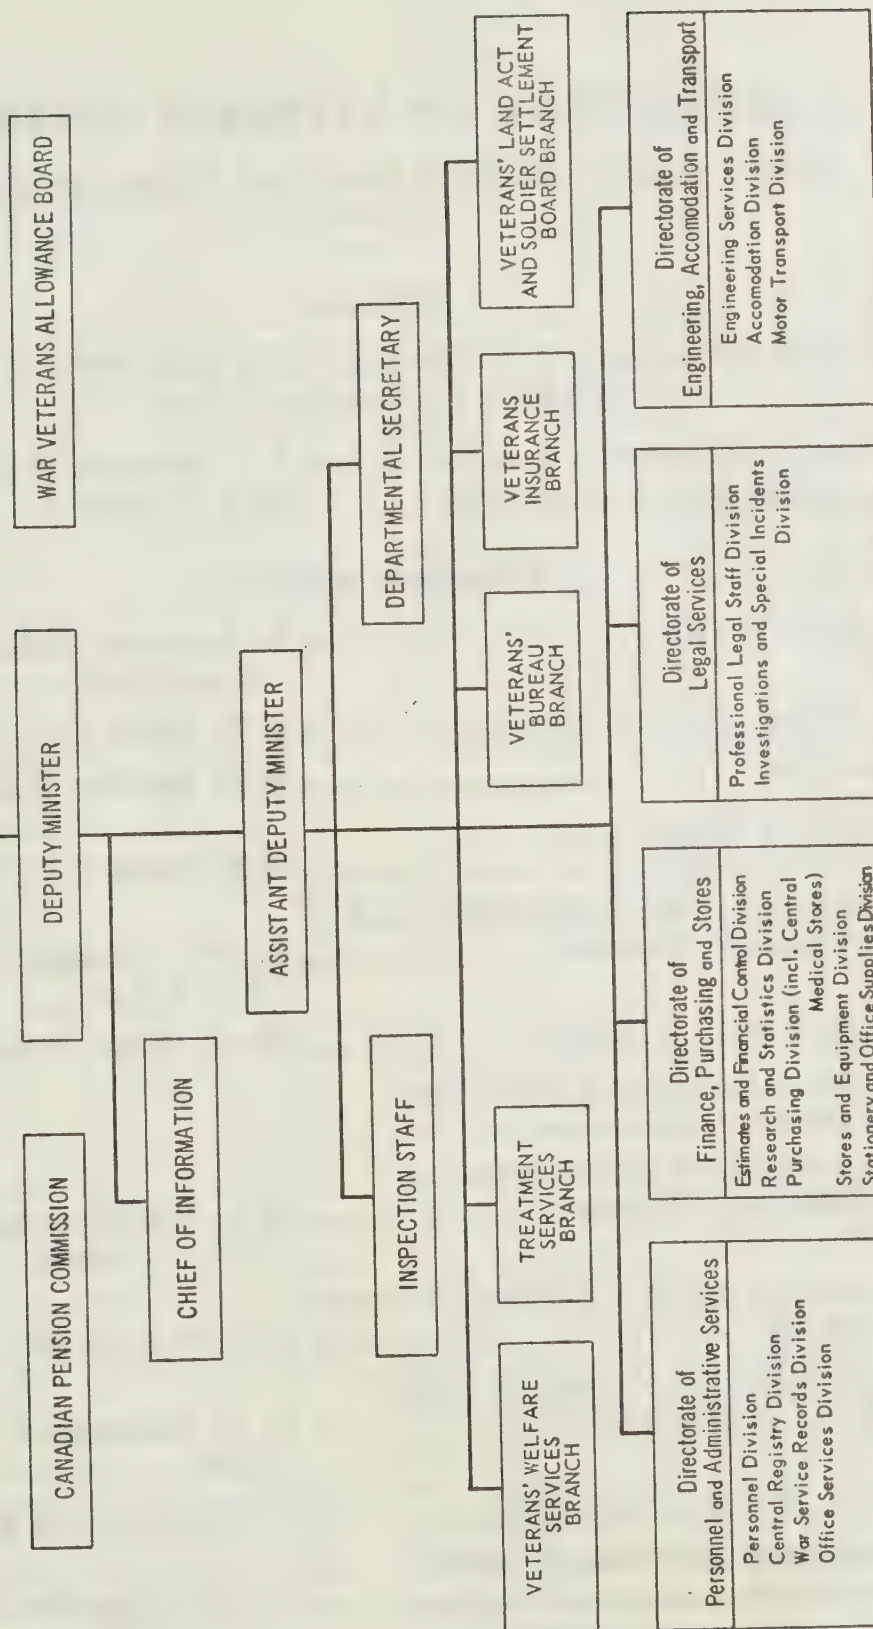 CANADIAN PENSION COMMISSION
DEPUTY MINISTER
WAR VETERANS ALLOWANCE BOARD
CHIEF OF INFORMATION
ASSISTANT DEPUTY MINISTER
INSPECTION STAFF
DEPARTMENTAL SECRETARY
VETERANS' WELFARE
SERVICES
BRANCH
TREATMENT
SERVICES
BRANCH
VETERANS'
BUREAU
BRANCH
VETERANS
INSURANCE
BRANCH
VETERANS' LAND ACT
AND SOLDIER SETTLEMENT
BOARD BRANCH
Directorate of
Personnel and Administrative Services
Personnel Division
Central Registry Division
War Service Records Division
Office Services Division
Directorate of
Finance, Purchasing and Stores
Estimates and Financial Control Division
Research and Statistics Division
Purchasing Division (incl. Central
Medical Stores)
Stores and Equipment Division
Stationery and Office Supplies Division
Directorate of
Legal Services
Professional Legal Staff Division
Investigations and Special Incidents
Division
Directorate of
Engineering, Accomodation and Transport
Engineering Services Division
Accomodation Division
Motor Transport Division